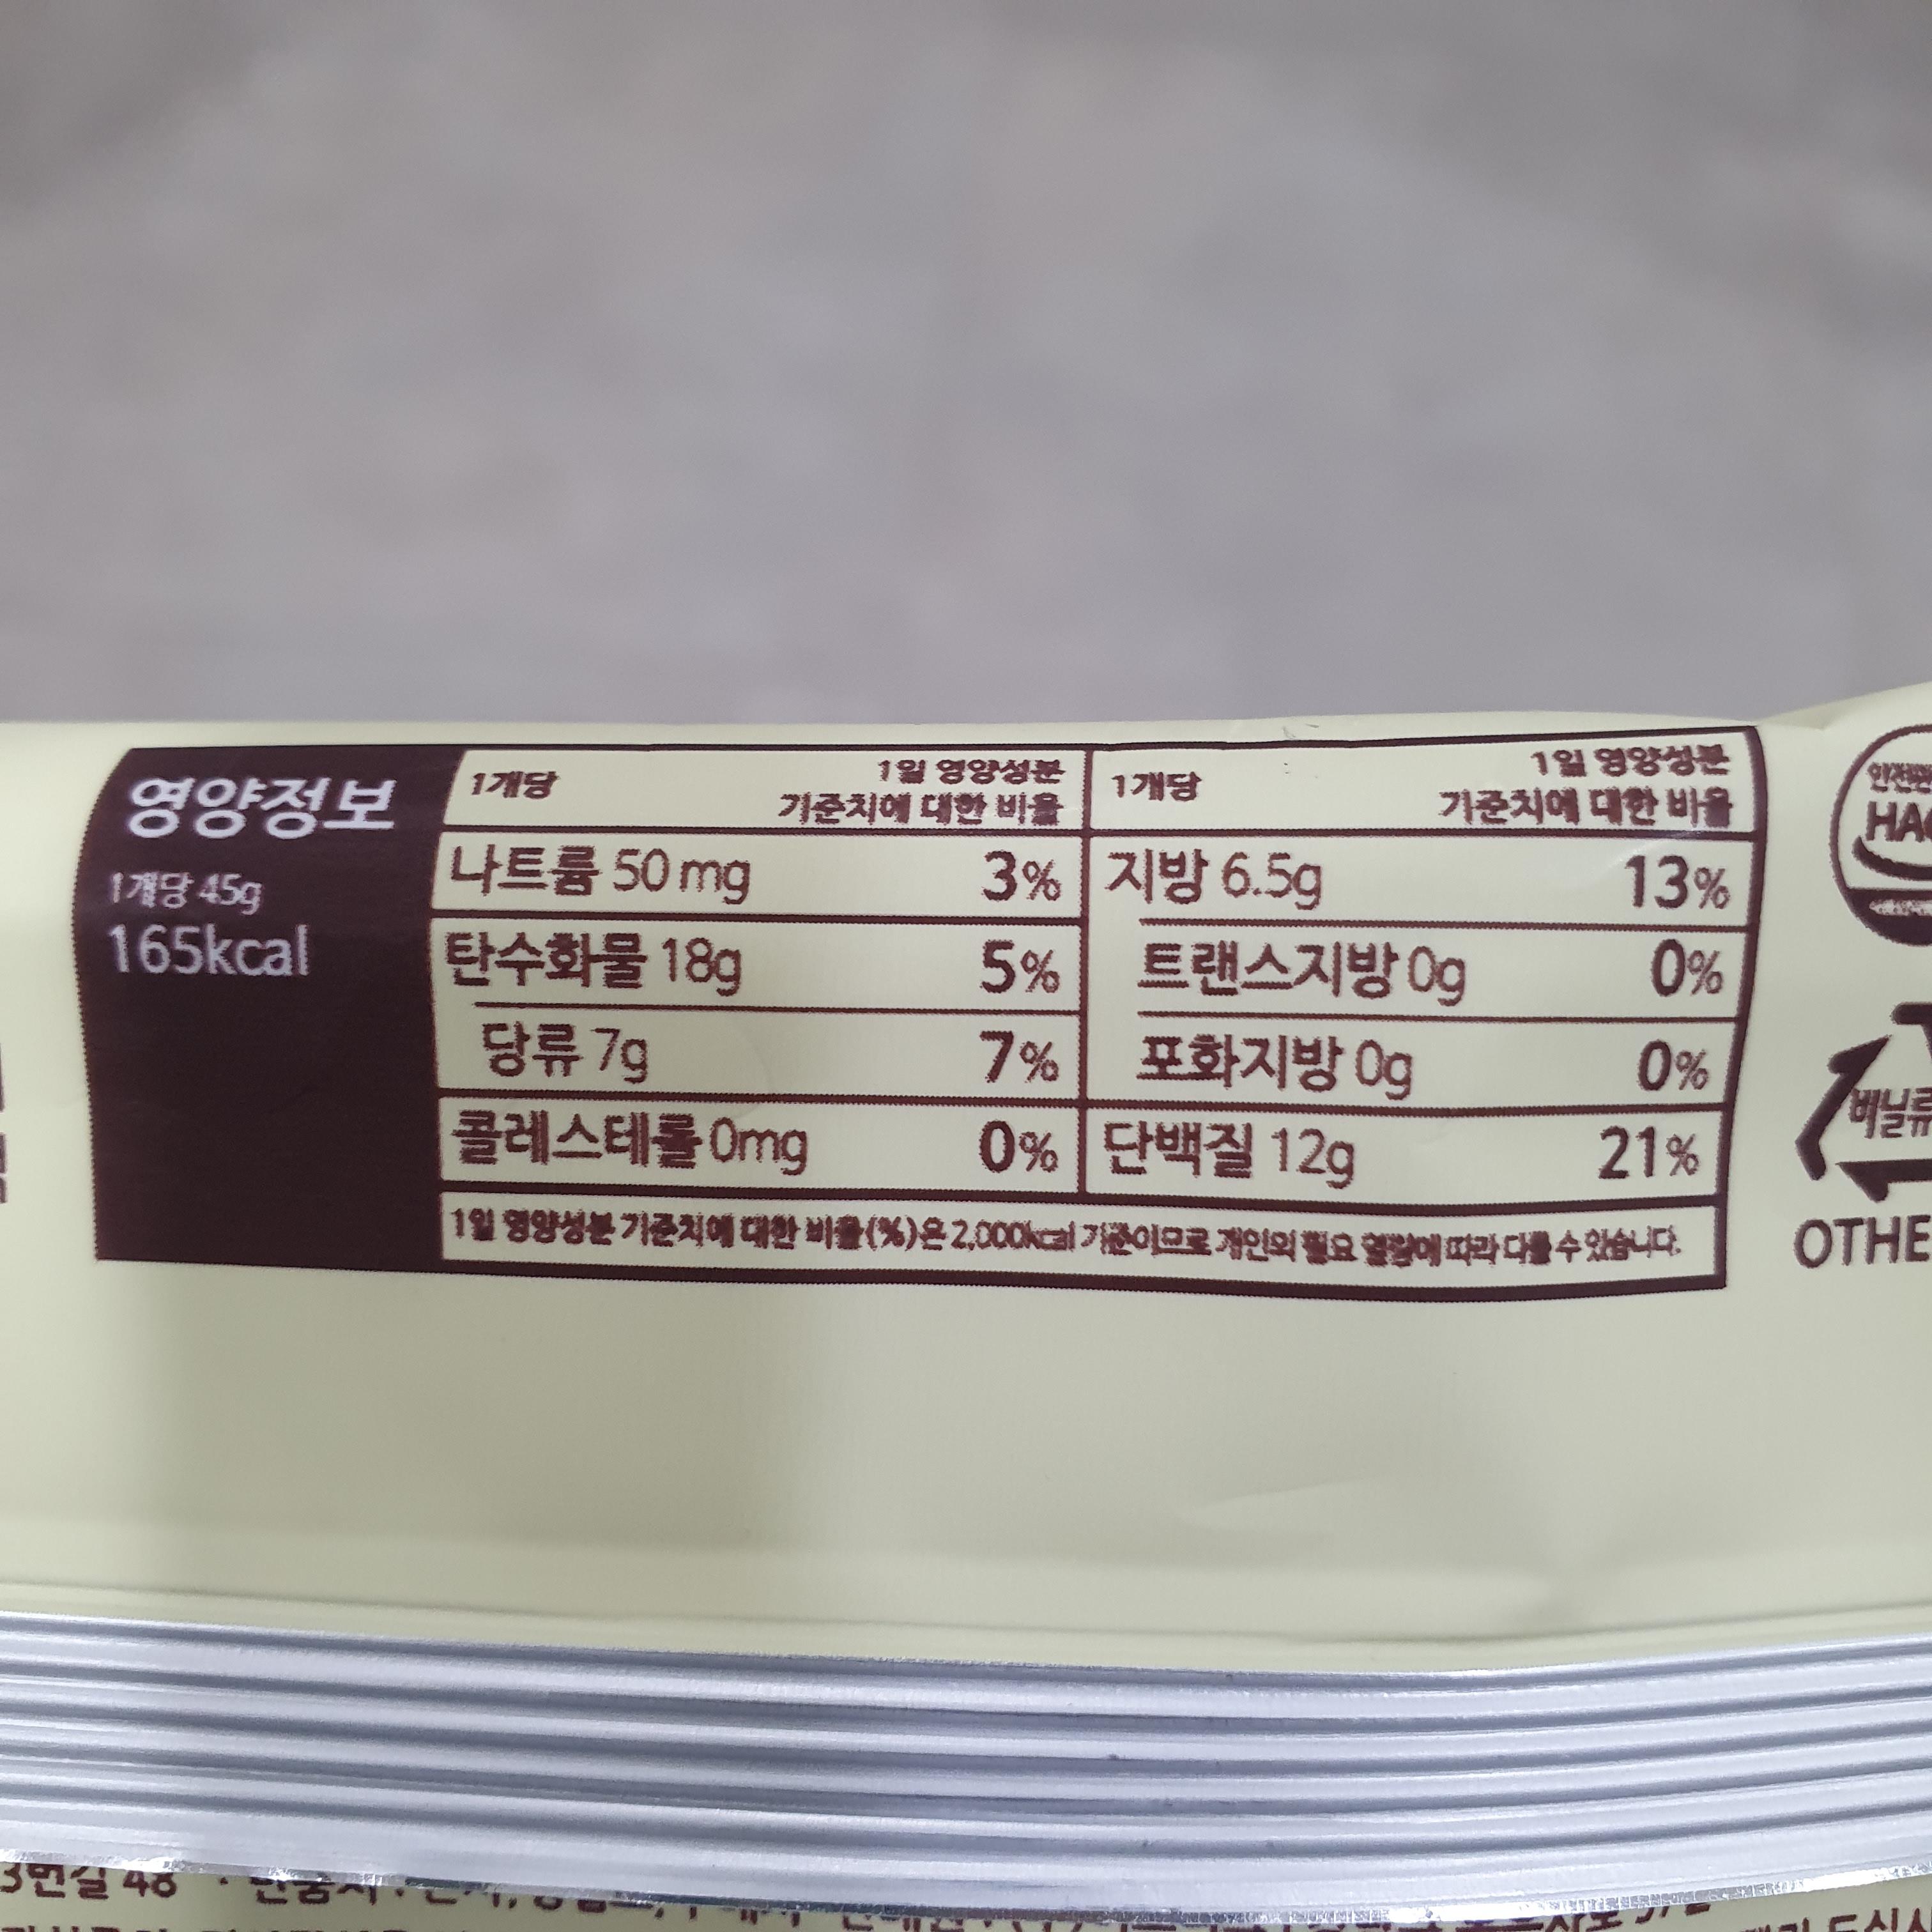 영양정보
1개당 45g
165kcal
1개당 1일 영양성분 기준치에 대한 비율
나트륨 50 mg 3%
탄수화물 18g 5%
당류 7g 7%
콜레스테롤 0mg 0%
1개당 1일 영양성분 기준치에 대한 비율
지방 6.5g 13%
트랜스지방 0g 0%
포화지방 0g 0%
단백질 12g 21%
1일 영양성분 기준치에 대한 비율(%)은 2,000kcal 기준이므로 개인의 필요 열량에 따라 다를 수 있습니다.
비닐류
OTHE
3번길 48